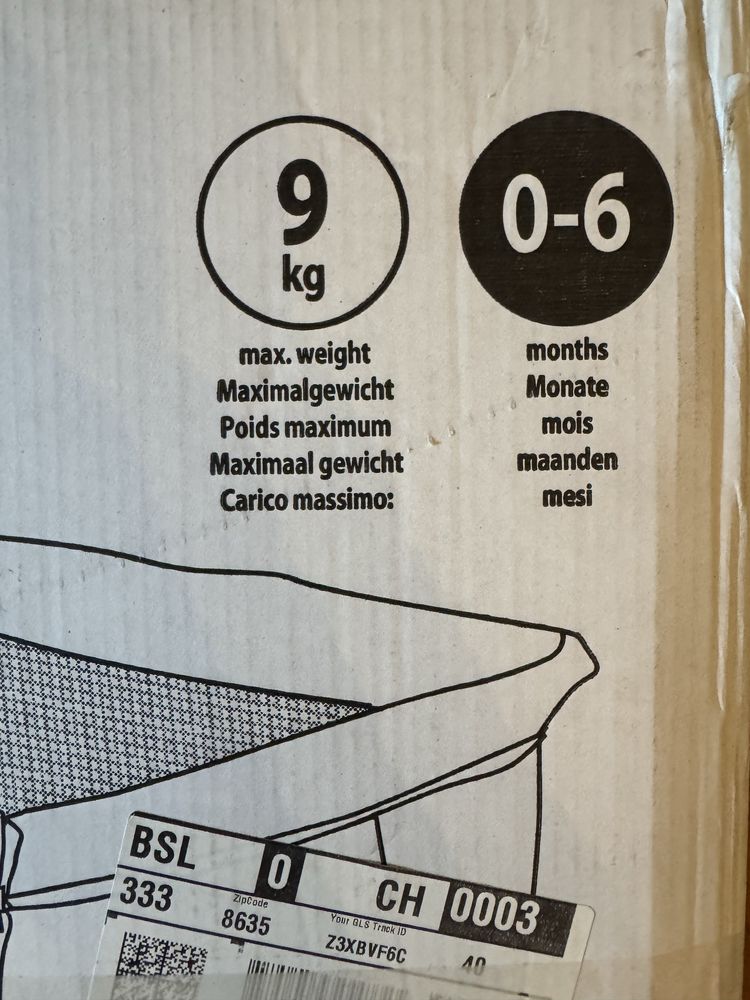 9
kg
max. weight
Maximalgewicht
Poids maximum
Maximaal gewicht
Carico massimo:
0-6
months
Monate
mois
maanden
mesi
BSL 0 CH 0003
333 ZipCode 8635 Your GLS Track ID Z3XBVF6C 40